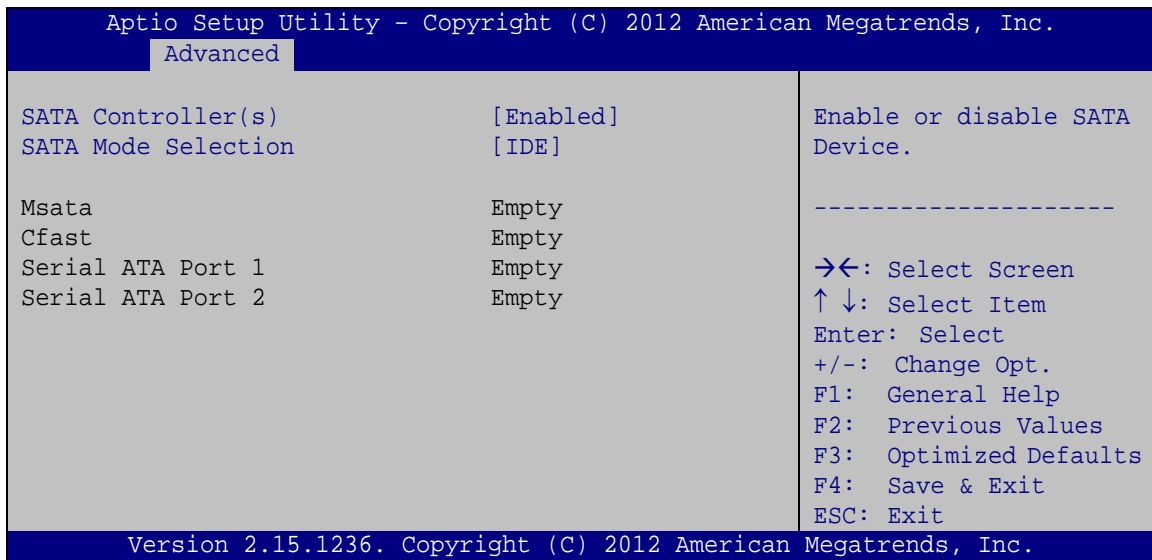 Aptio Setup Utility – Copyright (C) 2012 American Megatrends, Inc.
Advanced
SATA Controller(s) [Enabled]
SATA Mode Selection [IDE]
Msata Empty
Cfast Empty
Serial ATA Port 1 Empty
Serial ATA Port 2 Empty
Enable or disable SATA
Device.
---------------------
→←: Select Screen
↑ ↓: Select Item
Enter: Select
+/-: Change Opt.
F1: General Help
F2: Previous Values
F3: Optimized Defaults
F4: Save & Exit
ESC: Exit
Version 2.15.1236. Copyright (C) 2012 American Megatrends, Inc.